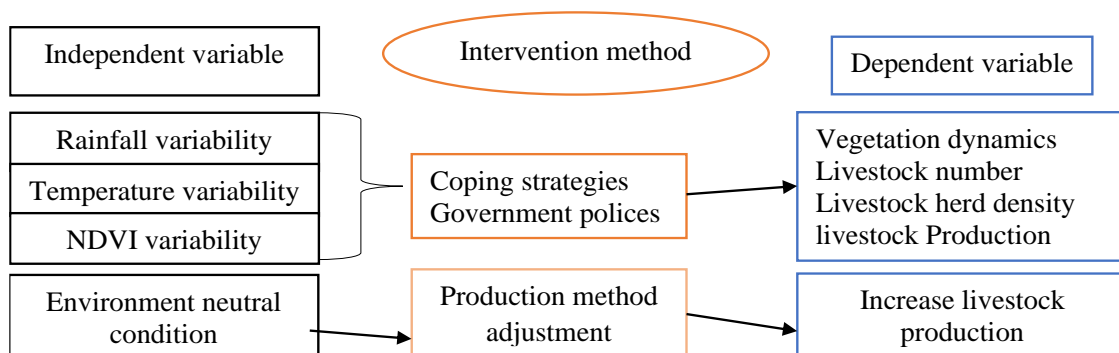 Independent variable
Intervention method
Dependent variable
Rainfall variability
Temperature variability
NDVI variability
Coping strategies
Government polices
Vegetation dynamics
Livestock number
Livestock herd density
livestock Production
Environment neutral
condition
Production method
adjustment
Increase livestock
production